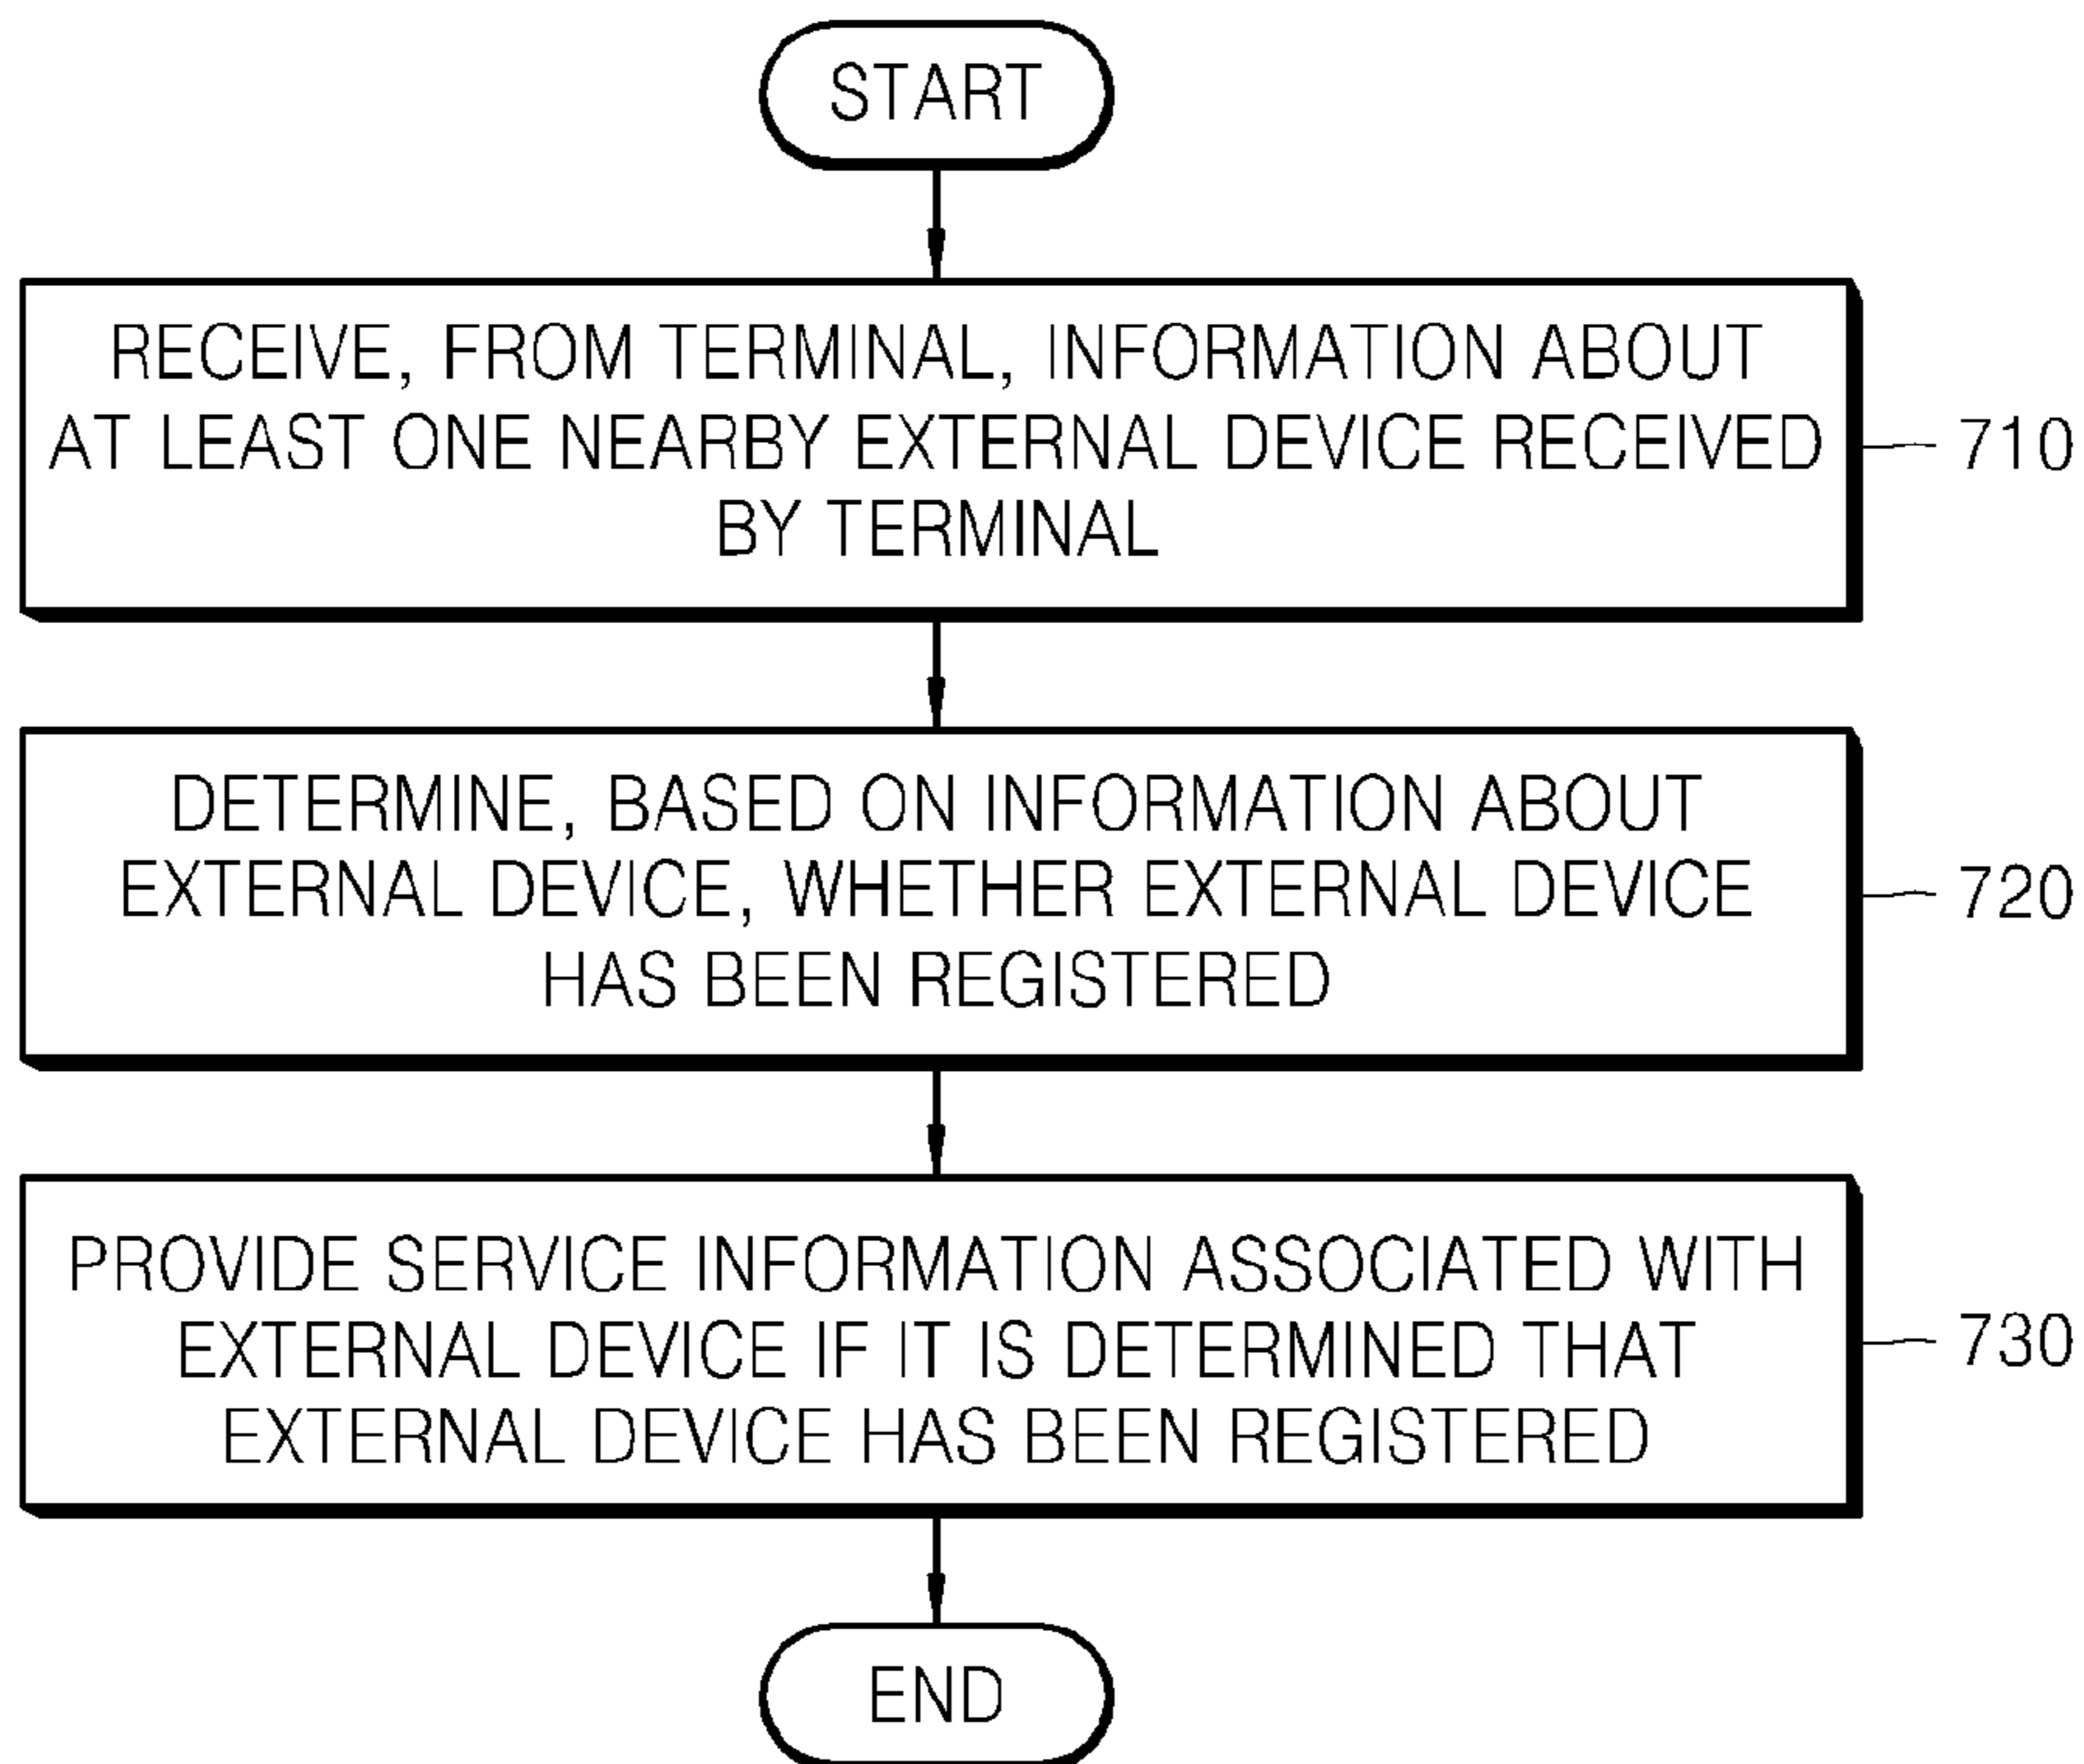 START
RECEIVE, FROM TERMINAL, INFORMATION ABOUT
AT LEAST ONE NEARBY EXTERNAL DEVICE RECEIVED
BY TERMINAL
710
DETERMINE, BASED ON INFORMATION ABOUT
EXTERNAL DEVICE, WHETHER EXTERNAL DEVICE
HAS BEEN REGISTERED
720
PROVIDE SERVICE INFORMATION ASSOCIATED WITH
EXTERNAL DEVICE IF IT IS DETERMINED THAT
EXTERNAL DEVICE HAS BEEN REGISTERED
730
END